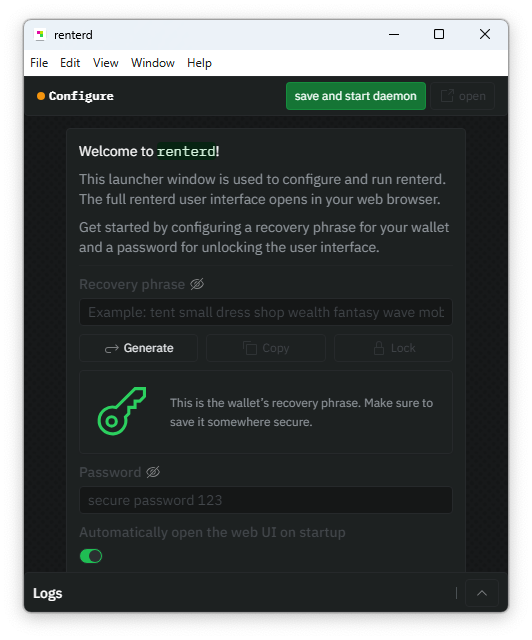 renterd
File Edit View Window Help
Configure save and start daemon open
Welcome to renterd!
This launcher window is used to configure and run renterd.
The full renterd user interface opens in your web browser.
Get started by configuring a recovery phrase for your wallet
and a password for unlocking the user interface.
Recovery phrase
Example: tent small dress shop wealth fantasy wave mob
Generate Copy Lock
This is the wallet’s recovery phrase. Make sure to
save it somewhere secure.
Password
secure password 123
Automatically open the web UI on startup
Logs